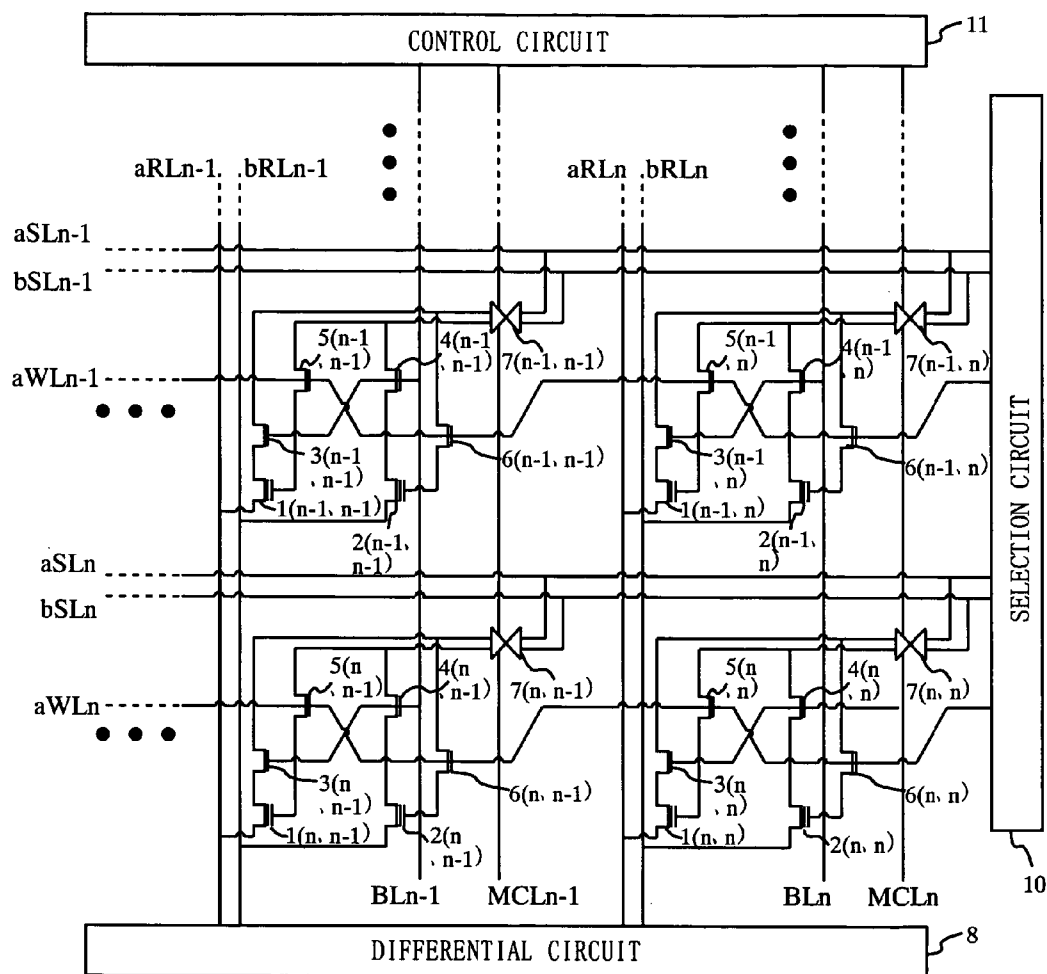 11
CONTROL CIRCUIT
aRLn-1 bRLn-1 aRLn bRLn
aSLn-1
bSLn-1
5(n-1、n-1) 4(n-1、n-1) 7(n-1、n-1) 5(n-1、n) 4(n-1、n) 7(n-1、n)
aWLn-1
3(n-1、n-1) 6(n-1、n-1) 3(n-1、n) 6(n-1、n)
1(n-1、n-1) 1(n-1、n)
2(n-1、n-1) 2(n-1、n)
SELECTION CIRCUIT
aSLn
bSLn
5(n、n-1) 4(n、n-1) 7(n、n-1) 5(n、n) 4(n、n) 7(n、n)
aWLn
3(n、n-1) 6(n、n-1) 3(n、n) 6(n、n)
1(n、n-1) 2(n、n-1) 1(n、n) 2(n、n)
10
BLn-1 MCLn-1 BLn MCLn
DIFFERENTIAL CIRCUIT
8